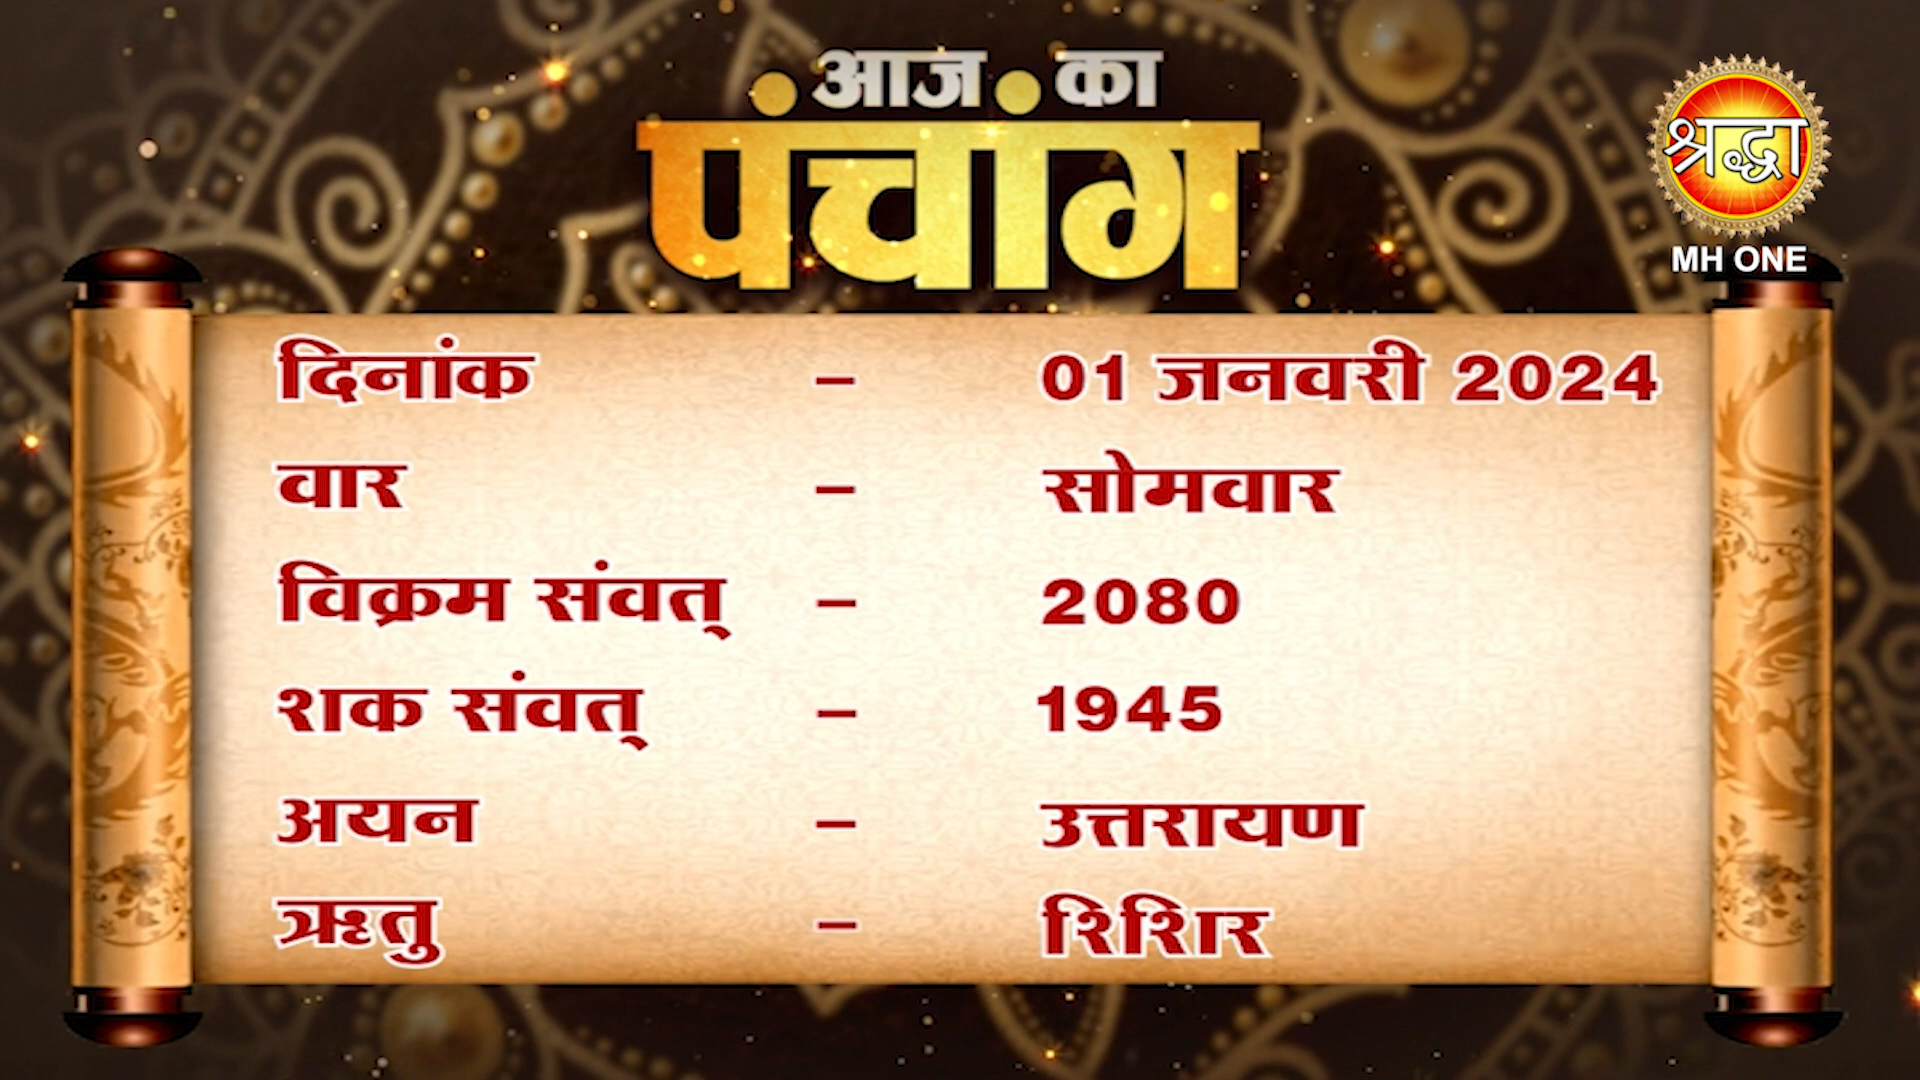 आज का
पंचांग
श्रद्धा
MH ONE
दिनांक - 01 जनवरी 2024
वार - सोमवार
विक्रम संवत् - 2080
शक संवत् - 1945
अयन - उत्तरायण
ऋतु - शिशिर